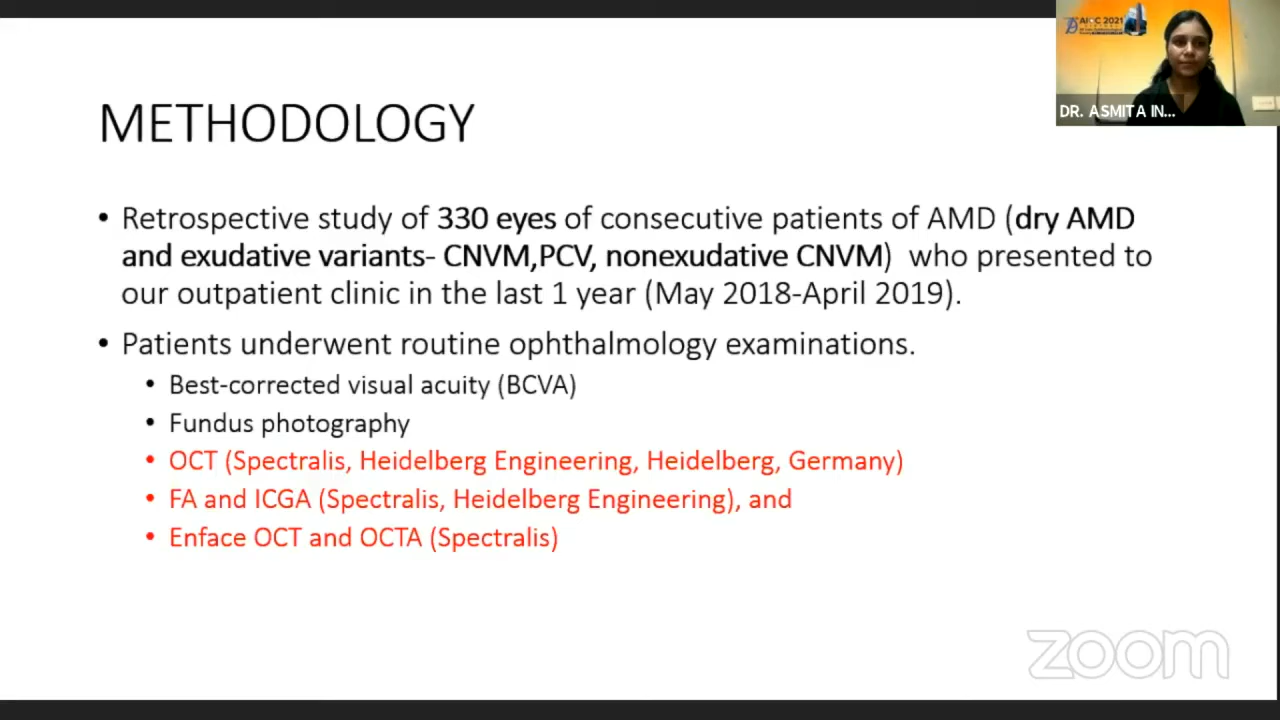 METHODOLOGY
• Retrospective study of 330 eyes of consecutive patients of AMD (dry AMD
and exudative variants- CNVM,PCV, nonexudative CNVM) who presented to
our outpatient clinic in the last 1 year (May 2018-April 2019).
• Patients underwent routine ophthalmology examinations.
• Best-corrected visual acuity (BCVA)
• Fundus photography
• OCT (Spectralis, Heidelberg Engineering, Heidelberg, Germany)
• FA and ICGA (Spectralis, Heidelberg Engineering), and
• Enface OCT and OCTA (Spectralis)
AIOC 2021
DR. ASMITA IN...
zoom